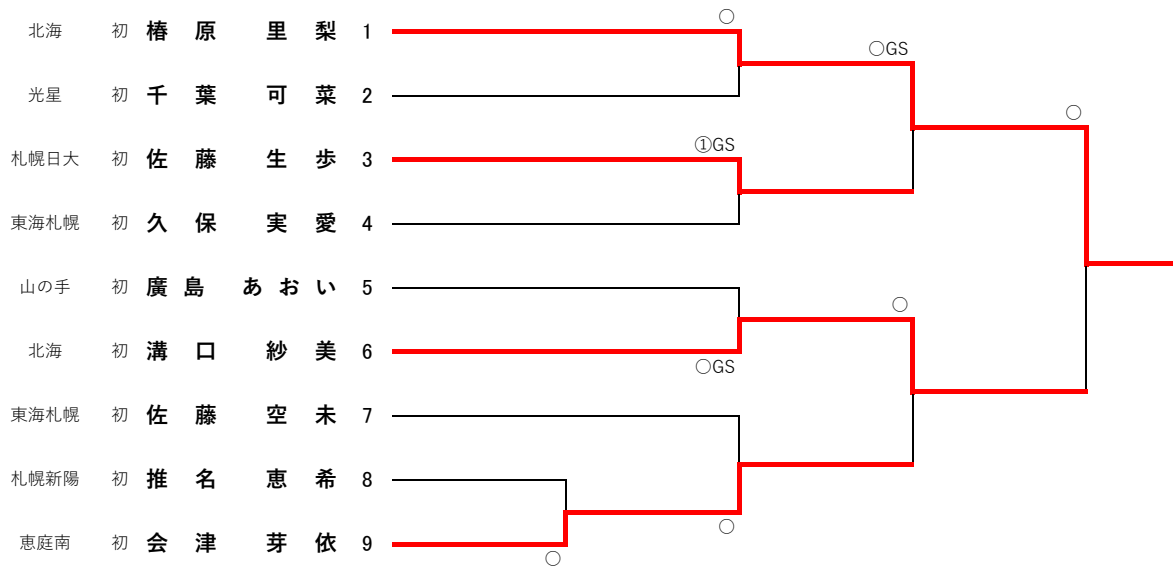 ○
北海 初 椿原 里梨 1
○GS
光星 初 千葉 可菜 2
○
①GS
札幌日大 初 佐藤 生歩 3
東海札幌 初 久保 実愛 4
山の手 初 廣島 あおい 5
○
北海 初 溝口 紗美 6
○GS
東海札幌 初 佐藤 空未 7
札幌新陽 初 推名 恵希 8
○
恵庭南 初 会津 芽依 9
○